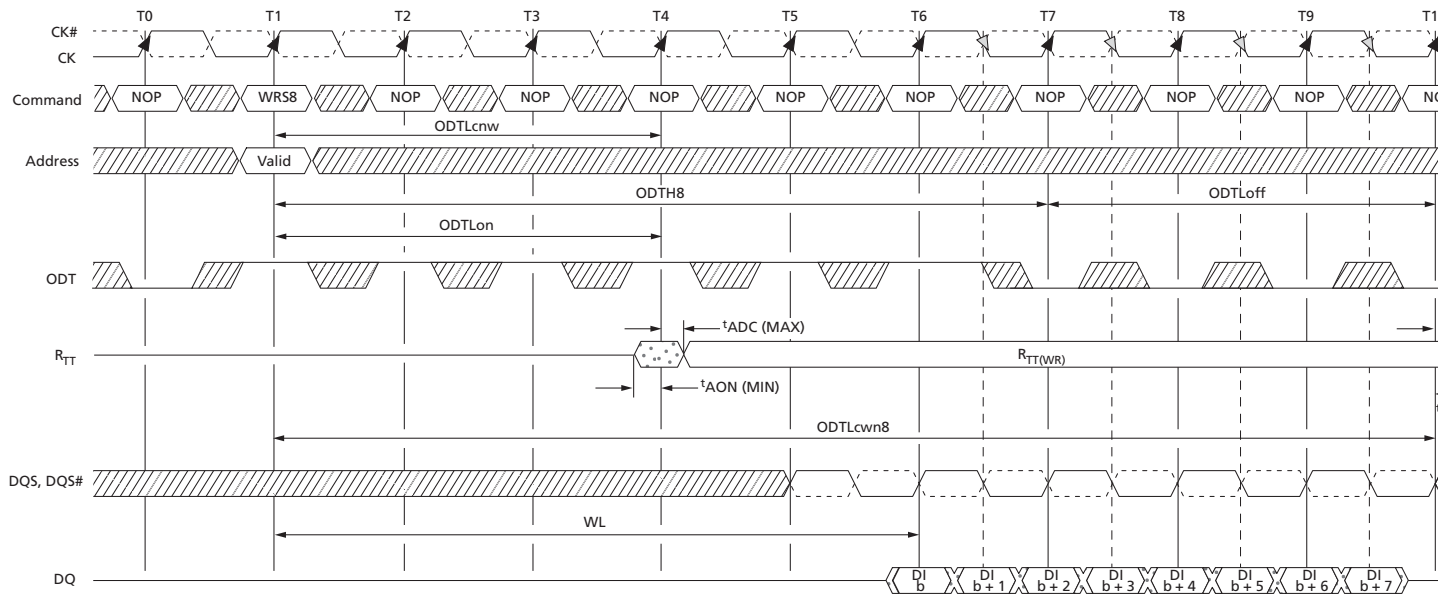 T0 T1 T2 T3 T4 T5 T6 T7 T8 T9 T1
CK#
CK
Command NOP WRS8 NOP NOP NOP NOP NOP NOP NOP NOP
ODTLcnw
Address Valid
ODTH8 ODTLoff
ODTLon
ODT
tADC (MAX)
RTT RTT(WR)
tAON (MIN)
ODTLcwn8
DQS, DQS#
WL
DQ DI b DI b + 1 DI b + 2 DI b + 3 DI b + 4 DI b + 5 DI b + 6 DI b + 7